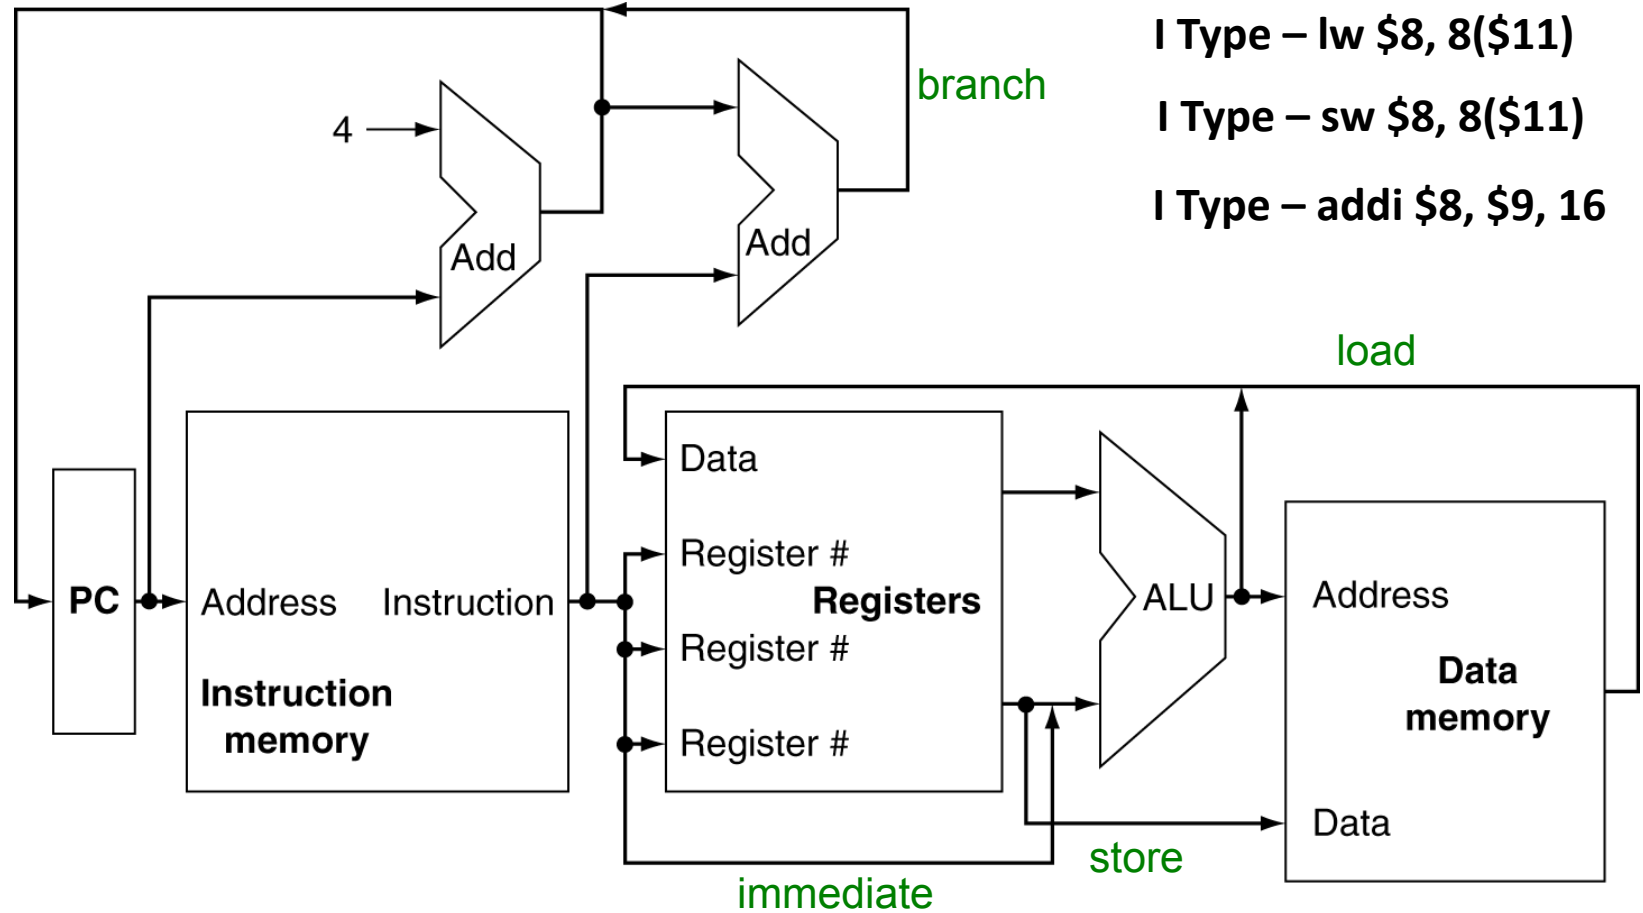 I Type – lw $8, 8($11)
branch
I Type – sw $8, 8($11)
4
I Type – addi $8, $9, 16
Add
Add
load
Data
Register #
PC
Address
Instruction
Registers
ALU
Address
Register #
Instruction
memory
Data
memory
Register #
Data
store
immediate